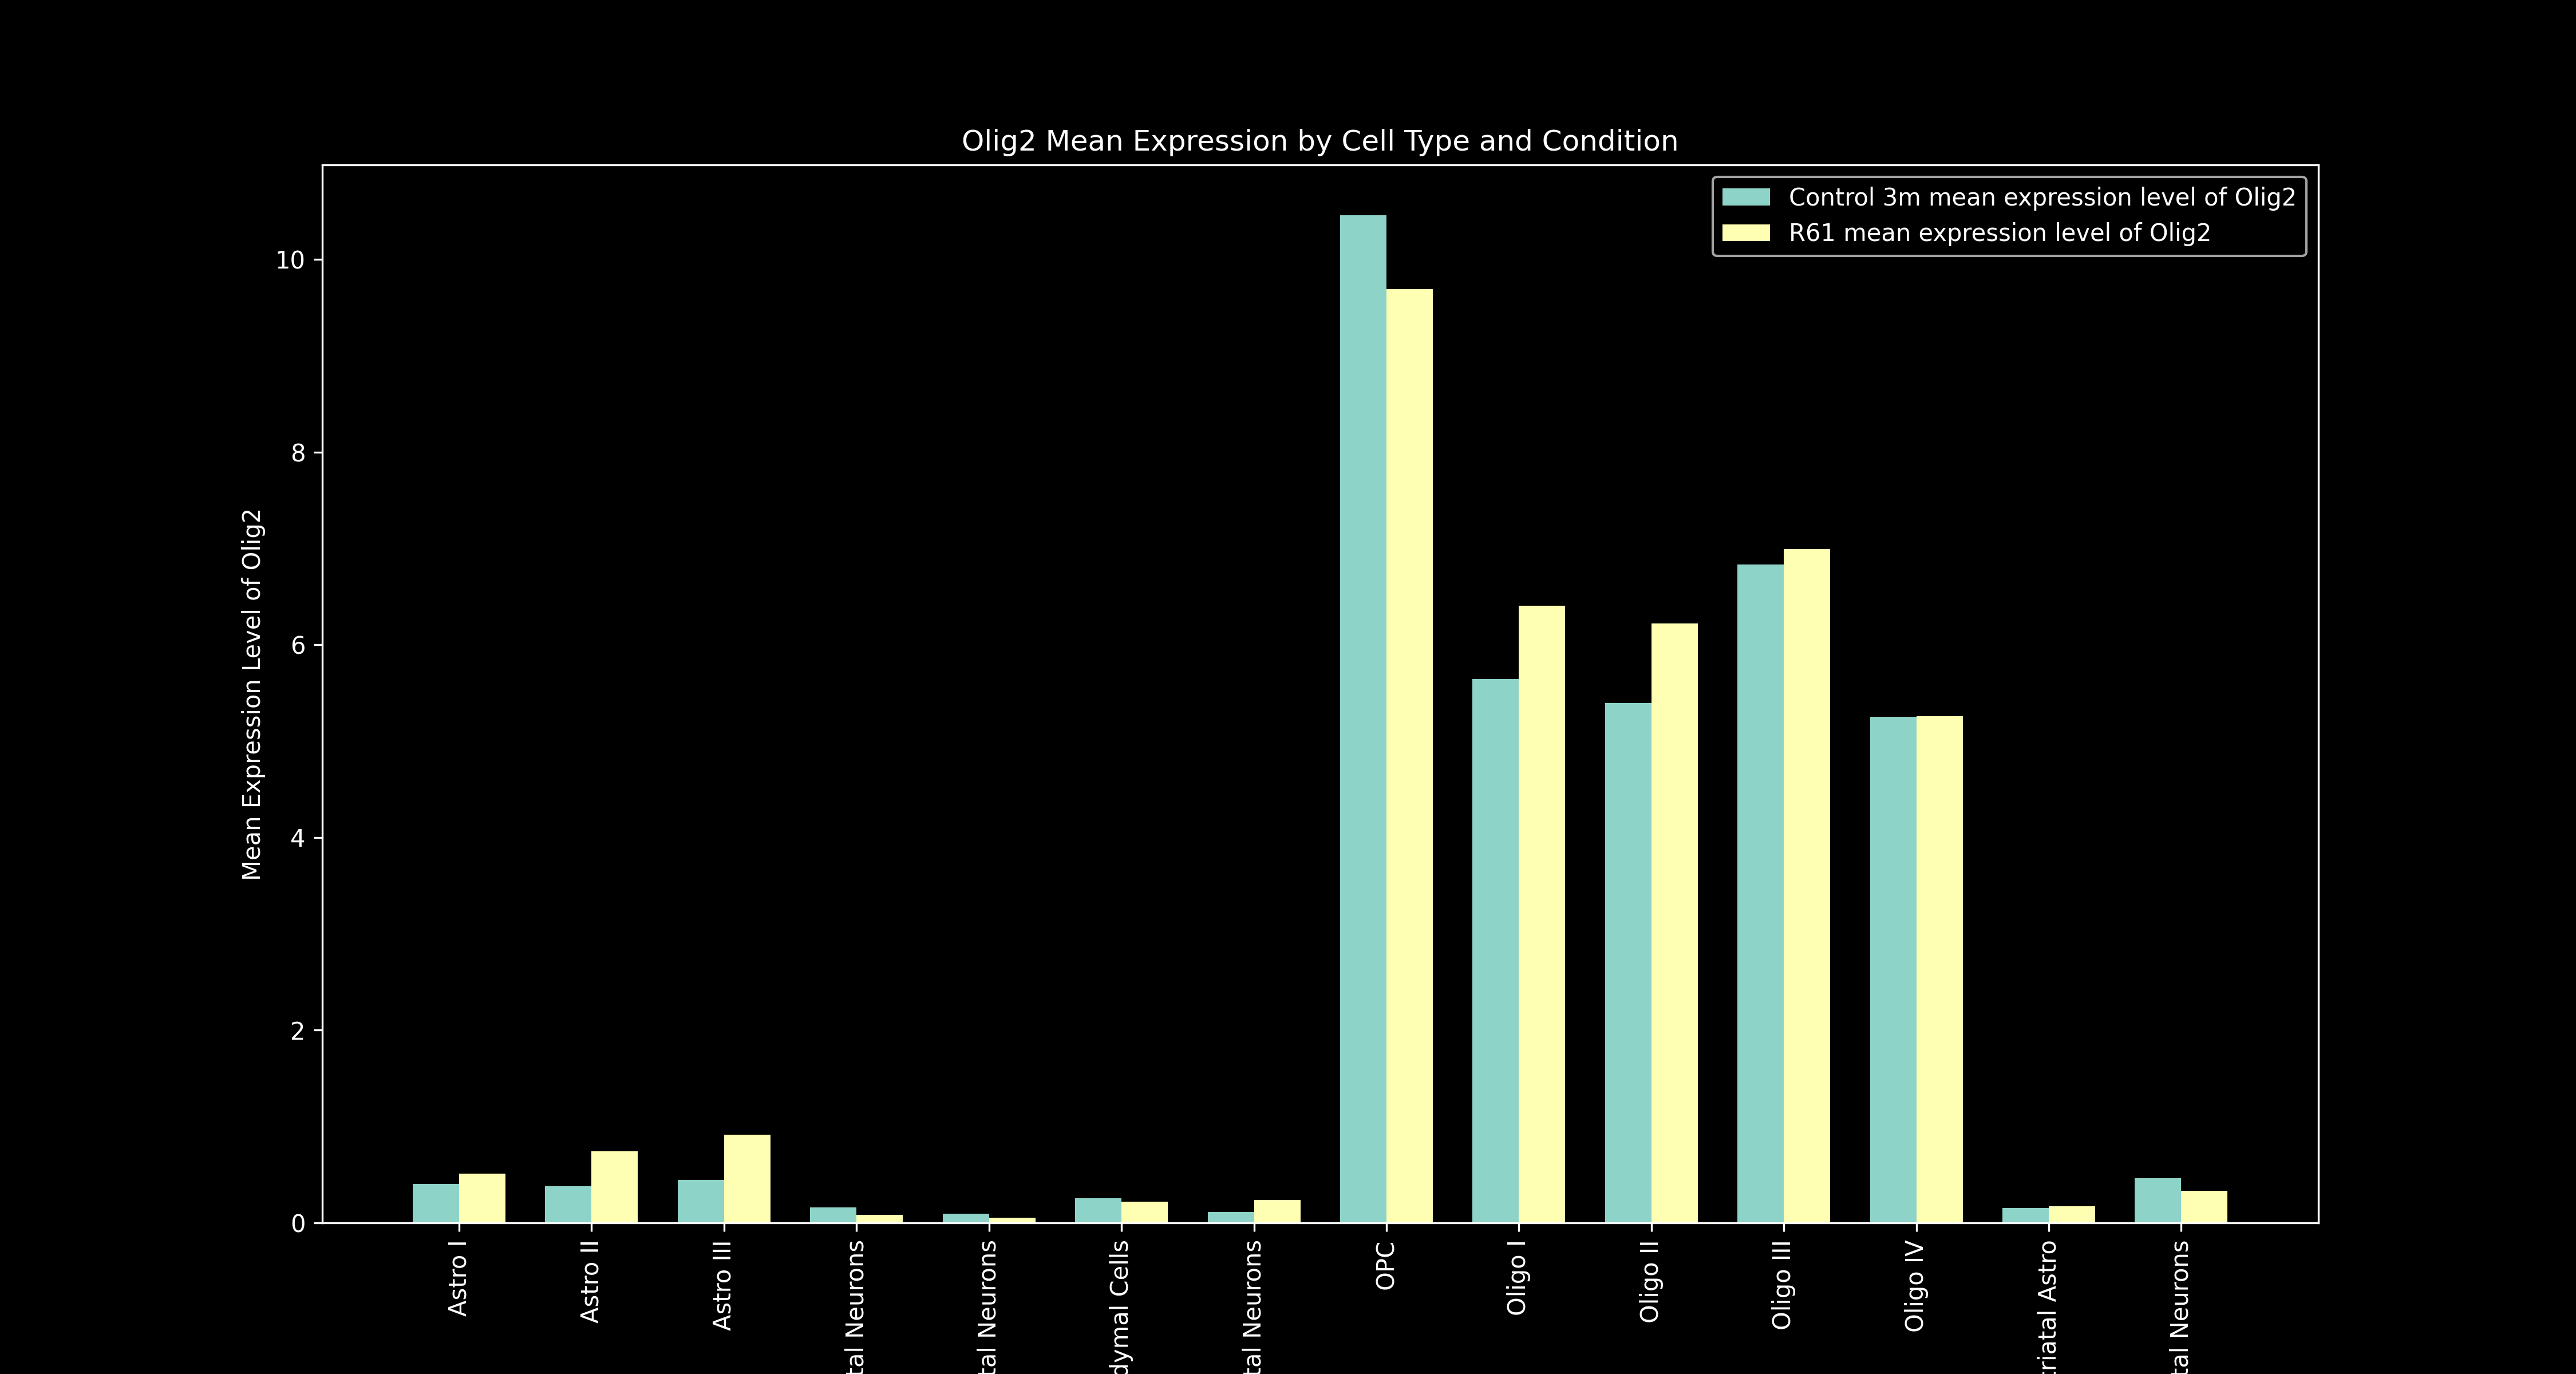 Olig2 Mean Expression by Cell Type and Condition
Control 3m mean expression level of Olig2
R61 mean expression level of Olig2
Mean Expression Level of Olig2
10
8
6
4
2
0
Astro I
Astro II
Astro III
Neurons
Neurons
Cells
Neurons
OPC
Oligo I
Oligo II
Oligo III
Oligo IV
Astro
Neurons